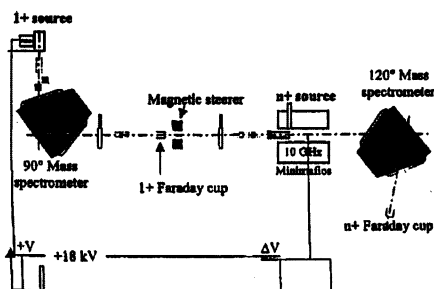 1+ source
Magnetic steerer
n+ source
120° Mass
spectrometer
90° Mass
spectrometer
1+ Faraday cup
10 GHz
Minimafios
n+ Faraday cup
+V
+18 kV
ΔV